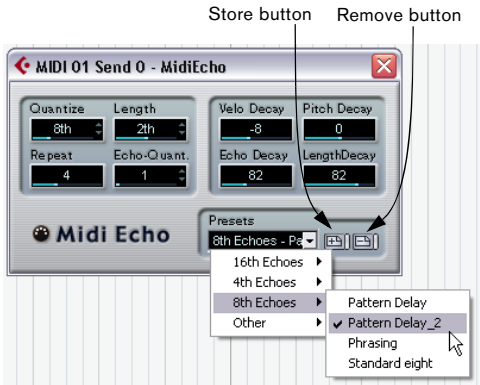 Store button Remove button
MIDI 01 Send 0 - MidiEcho
Quantize Length Velo Decay Pitch Decay
8th 2th -8 0
Repeat Echo-Quant. Echo Decay LengthDecay
4 1 82 82
Midi Echo
Presets
8th Echoes - Pa
16th Echoes
4th Echoes
8th Echoes Pattern Delay
Other Pattern Delay_2
Phrasing
Standard eight